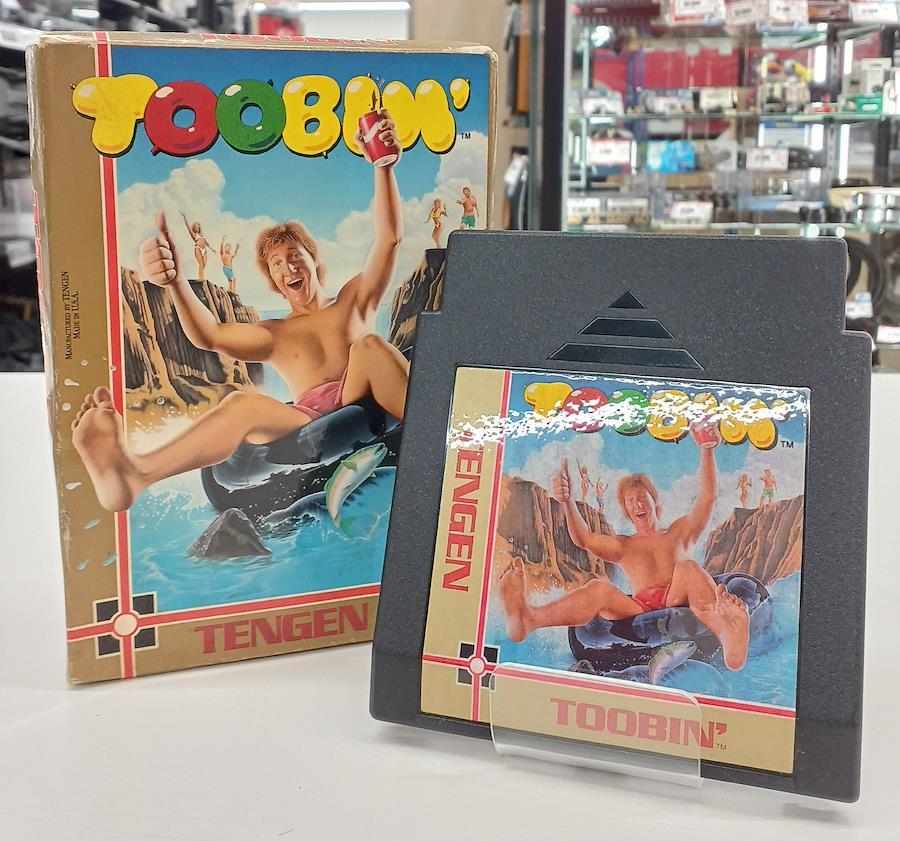 TOOBIN'™
MANUFACTURED BY TENGEN
MADE IN U.S.A.
TENGEN
TOOBIN'™
TENGEN
TOOBIN'™